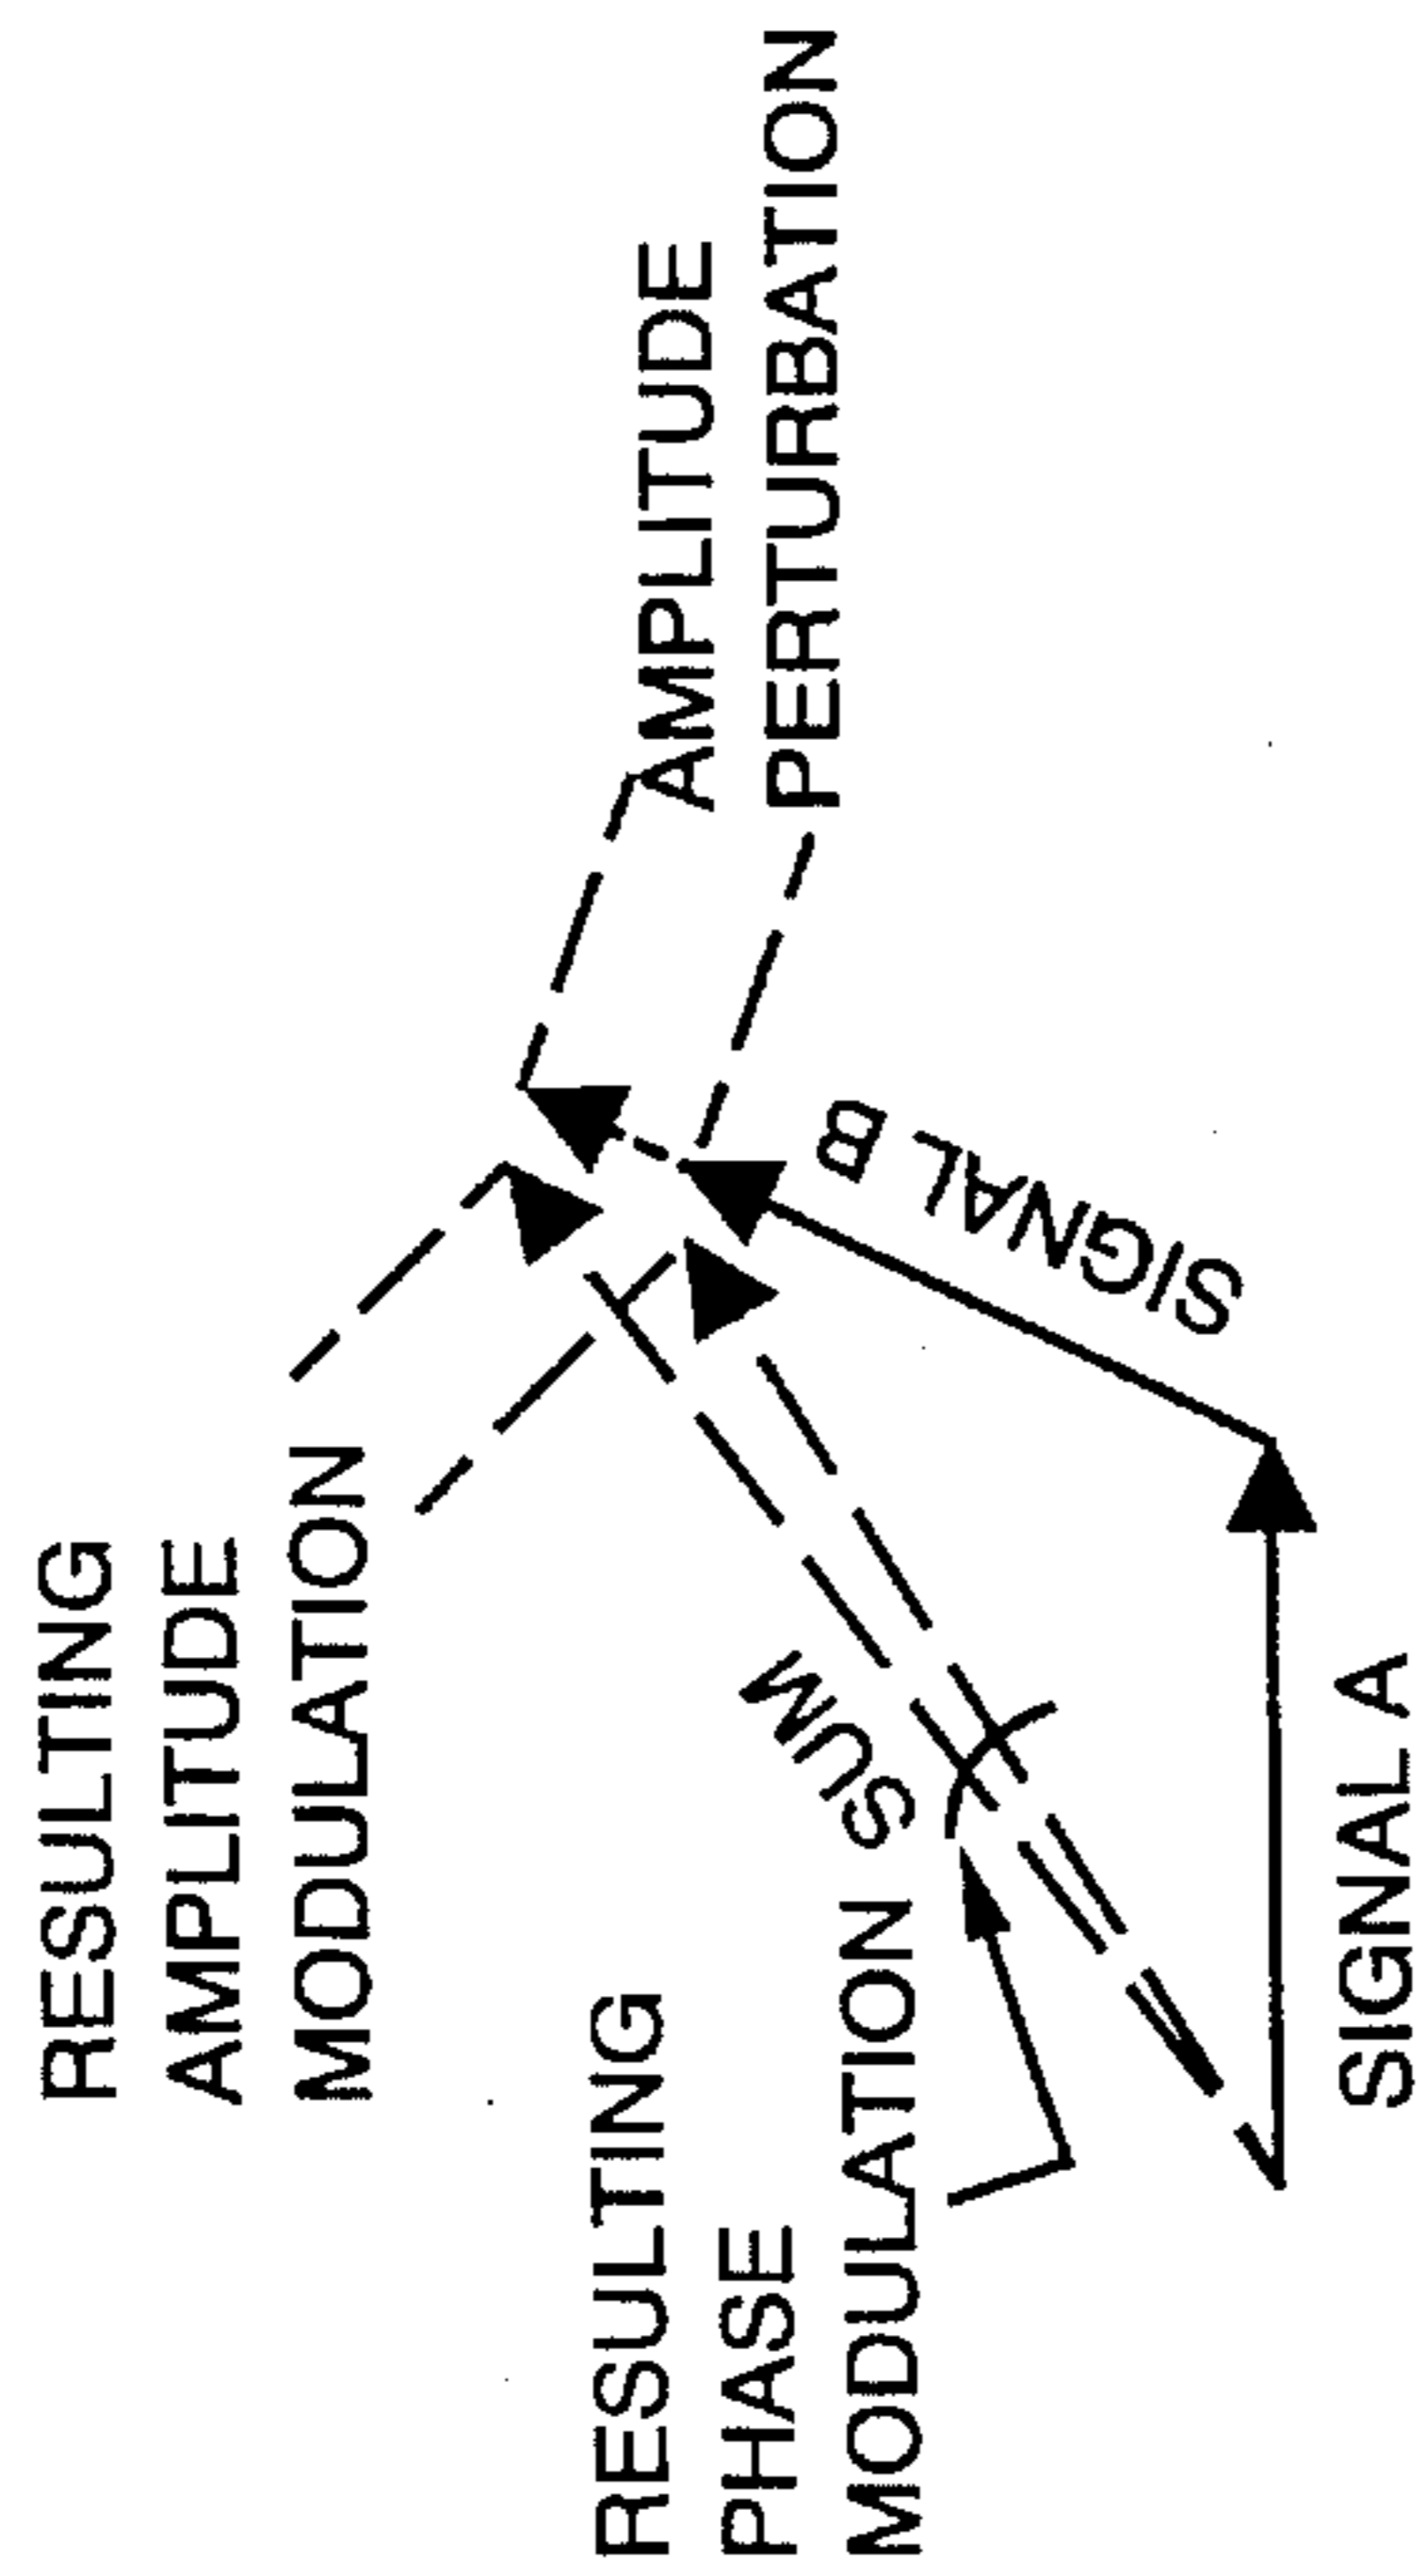 RESULTING
AMPLITUDE
MODULATION
RESULTING
PHASE
MODULATION
SUM
AMPLITUDE
PERTURBATION
SIGNAL B
SIGNAL A